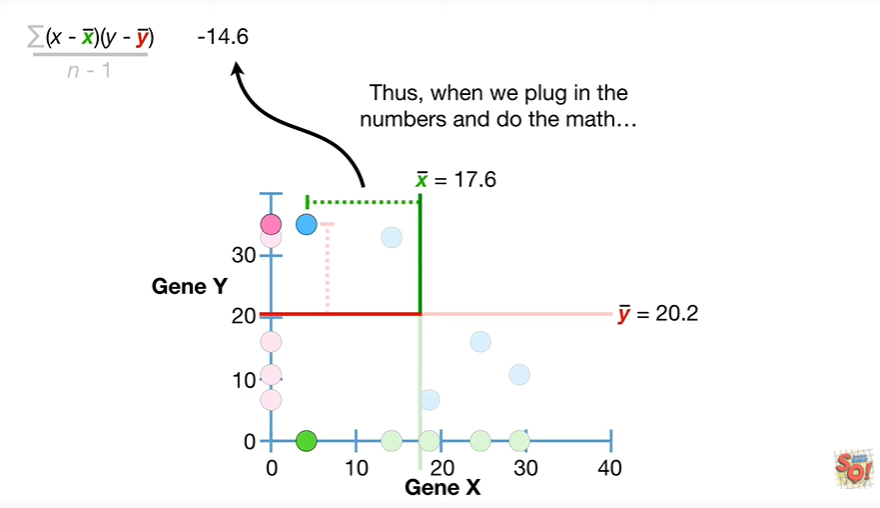 ∑(x - x̄)(y - ȳ)
n - 1
-14.6
Thus, when we plug in the
numbers and do the math…
x̄ = 17.6
30
Gene Y
20
ȳ = 20.2
10
0
0 10 20 30 40
Gene X
SQ!